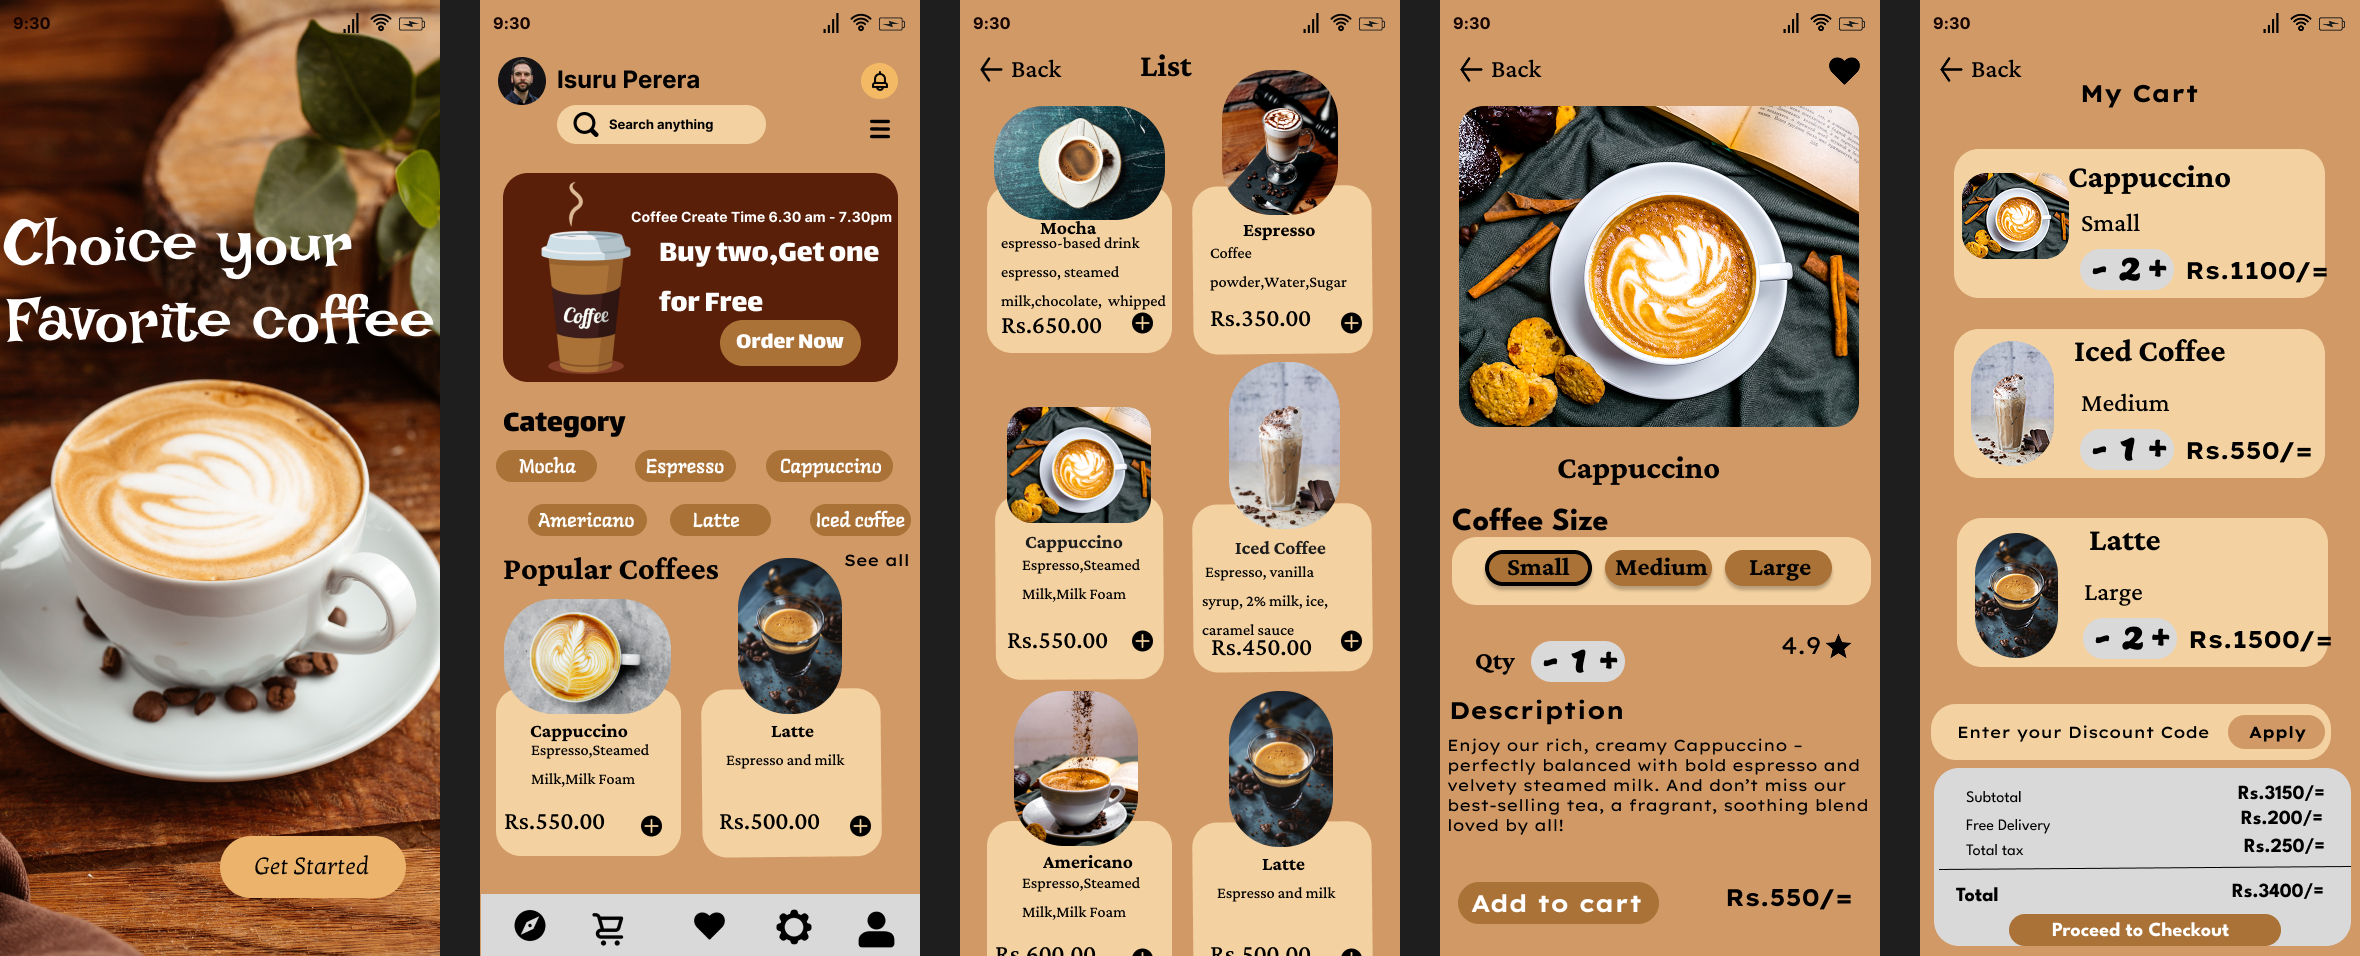 9:30
Choice your
Favorite coffee
Get Started
9:30
Isuru Perera
Search anything
Coffee Create Time 6.30 am - 7.30pm
Buy two,Get one
for Free
Coffee
Order Now
Category
Mocha
Espresso
Cappuccino
Americano
Latte
Iced coffee
Popular Coffees
See all
Cappuccino
Espresso,Steamed
Milk,Milk Foam
Rs.550.00
Latte
Espresso and milk
Rs.500.00
9:30
Back
List
Mocha
espresso-based drink
espresso, steamed
milk,chocolate, whipped
Rs.650.00
Espresso
Coffee
powder,Water,Sugar
Rs.350.00
Cappuccino
Espresso,Steamed
Milk,Milk Foam
Rs.550.00
Iced Coffee
Espresso, vanilla
syrup, 2% milk, ice,
caramel sauce
Rs.450.00
Americano
Espresso,Steamed
Milk,Milk Foam
Rs.600.00
Latte
Espresso and milk
Rs.500.00
9:30
Back
Cappuccino
Coffee Size
Small
Medium
Large
Qty
- 1 +
4.9
Description
Enjoy our rich, creamy Cappuccino –
perfectly balanced with bold espresso and
velvety steamed milk. And don't miss our
best-selling tea, a fragrant, soothing blend
loved by all!
Add to cart
Rs.550/=
9:30
Back
My Cart
Cappuccino
Small
- 2 +
Rs.1100/=
Iced Coffee
Medium
- 1 +
Rs.550/=
Latte
Large
- 2 +
Rs.1500/=
Enter your Discount Code
Apply
Subtotal
Rs.3150/=
Free Delivery
Rs.200/=
Total tax
Rs.250/=
Total
Rs.3400/=
Proceed to Checkout